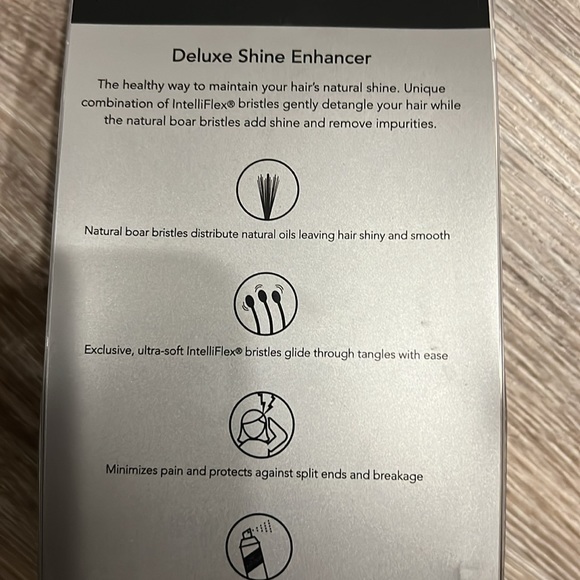 Deluxe Shine Enhancer
The healthy way to maintain your hair's natural shine. Unique
combination of IntelliFlex® bristles gently detangle your hair while
the natural boar bristles add shine and remove impurities.
Natural boar bristles distribute natural oils leaving hair shiny and smooth
Exclusive, ultra-soft IntelliFlex® bristles glide through tangles with ease
Minimizes pain and protects against split ends and breakage